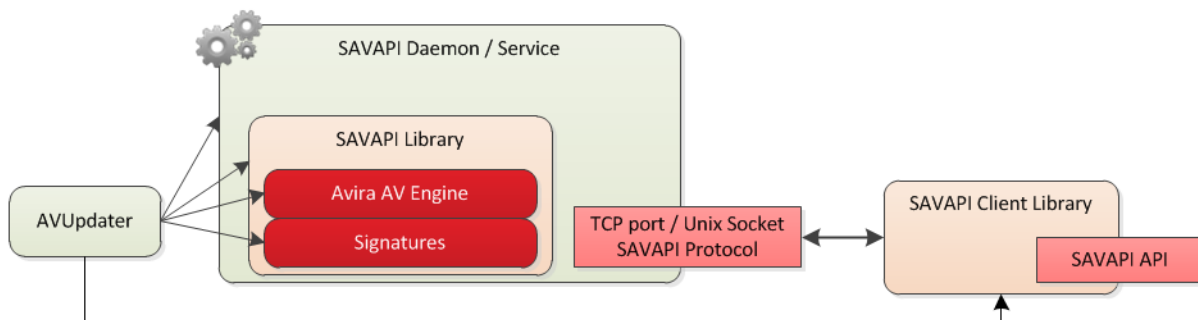 SAVAPI Daemon / Service
SAVAPI Library
Avira AV Engine
Signatures
AVUpdater
TCP port / Unix Socket
SAVAPI Protocol
SAVAPI Client Library
SAVAPI API